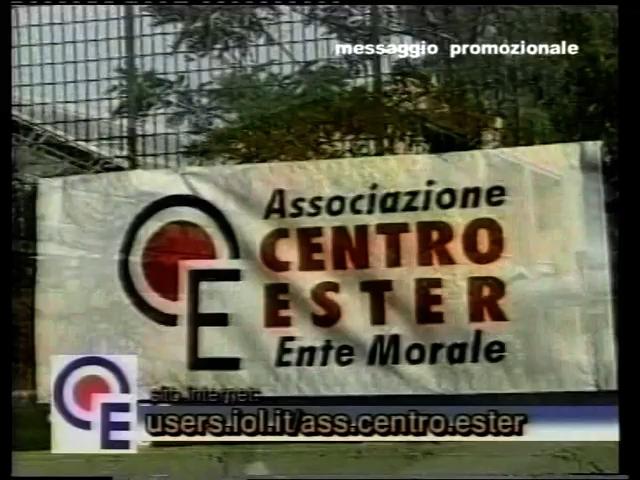 messaggio promozionale
Associazione
CENTRO
ESTER
Ente Morale
E
E
sito internet:
users.iol.it/ass.centro.ester